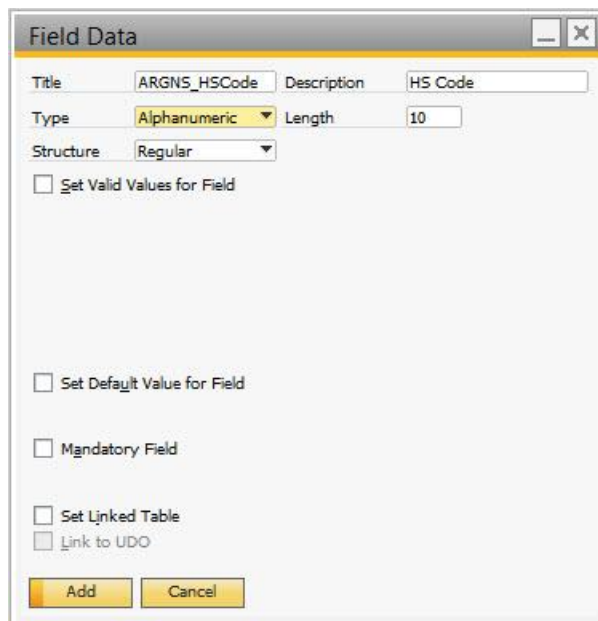 Field Data
Title ARGNS_HSCode Description HS Code
Type Alphanumeric Length 10
Structure Regular
Set Valid Values for Field
Set Default Value for Field
Mandatory Field
Set Linked Table
Link to UDO
Add Cancel